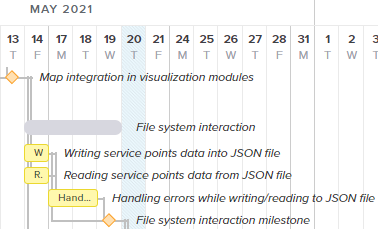 MAY 2021
13 14 17 18 19 20 21 24 25 26 27 28 31 1 2 3
T F M T W T F M T W T F M T W T
Map integration in visualization modules
File system interaction
W Writing service points data into JSON file
R. Reading service points data from JSON file
Hand... Handling errors while writing/reading to JSON file
File system interaction milestone